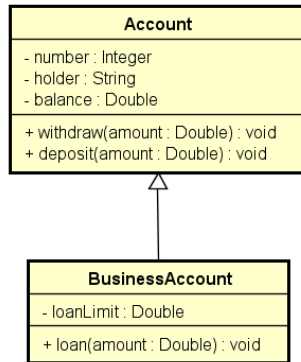 Account
- number : Integer
- holder : String
- balance : Double
+ withdraw(amount : Double) : void
+ deposit(amount : Double) : void
BusinessAccount
- loanLimit : Double
+ loan(amount : Double) : void